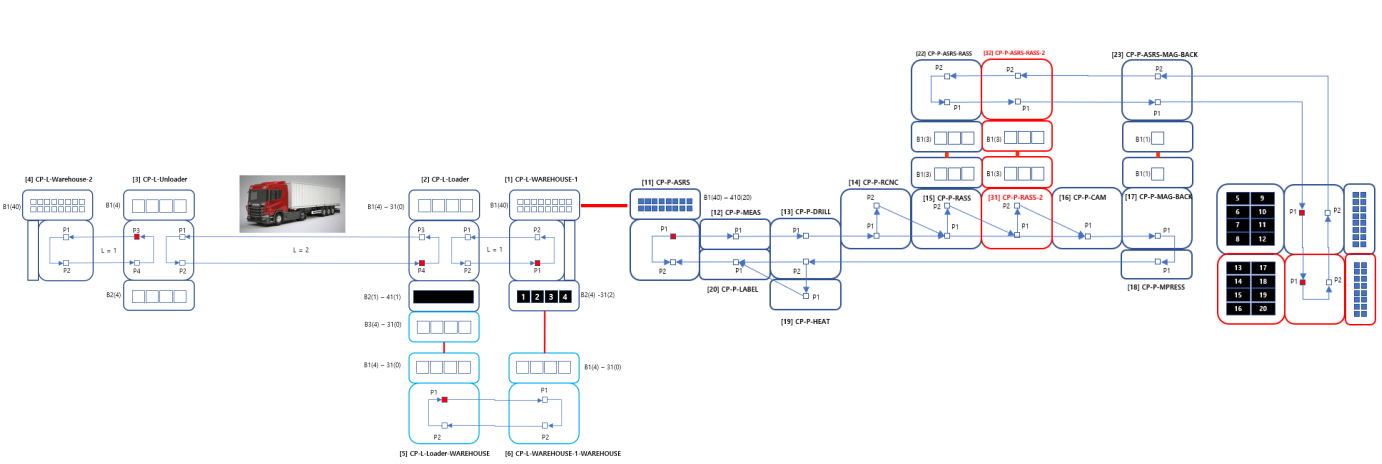 [22] CP-P-ASRS-RASS
[32] CP-P-ASRS-RASS-2
[23] CP-P-ASRS-MAG-BACK
P2
P2
P2
P1
P1
P1
B1(3)
B1(3)
B1(1)
B1(3)
B1(3)
B1(1)
[4] CP-L-Warehouse-2
[3] CP-L-Unloader
[2] CP-L-Loader
[1] CP-L-WAREHOUSE-1
[11] CP-P-ASRS
[14] CP-P-RCNC
B1(40)
B1(4)
B1(4) – 31(0)
B1(40)
B1(40) – 410(20)
[12] CP-P-MEAS
[13] CP-P-DRILL
[15] CP-P-RASS
[31] CP-P-RASS-2
[16] CP-P-CAM
[17] CP-P-MAG-BACK
P2
P2
P2
P1
P1
P1
P1
P1
P2
P3
P1
P3
P1
P2
P1
P1
P1
P1
L = 1
L = 2
L = 1
P2
P4
P2
P4
P2
P1
P2
P1
P2
P1
[20] CP-P-LABEL
[18] CP-P-MPRESS
[19] CP-P-HEAT
P1
B2(4)
B2(1) – 41(1)
1 2 3 4
B2(4) -31(2)
B3(4) – 31(0)
B1(4) – 31(0)
B1(4) – 31(0)
P1
P1
P2
P2
[5] CP-L-Loader-WAREHOUSE
[6] CP-L-WAREHOUSE-1-WAREHOUSE
5 9
6 10
7 11
8 12
P1
P2
13 17
14 18
15 19
16 20
P1
P2